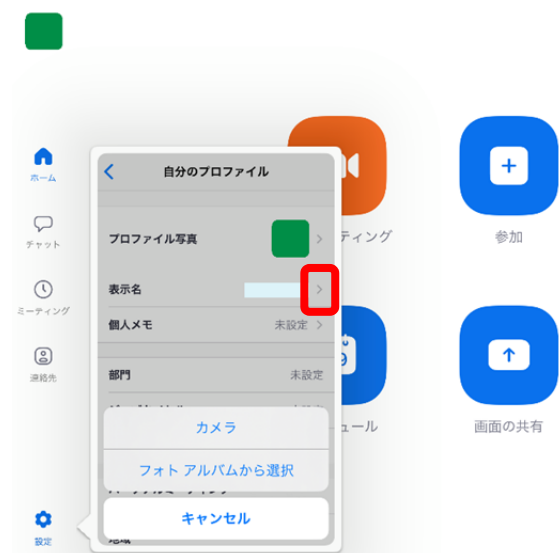 自分のプロファイル
プロファイル写真
表示名
個人メモ 未設定
部門 未設定
カメラ
フォト アルバムから選択
キャンセル
地域
ホーム
チャット
ミーティング
連絡先
設定
ティング
参加
9
ュール
画面の共有